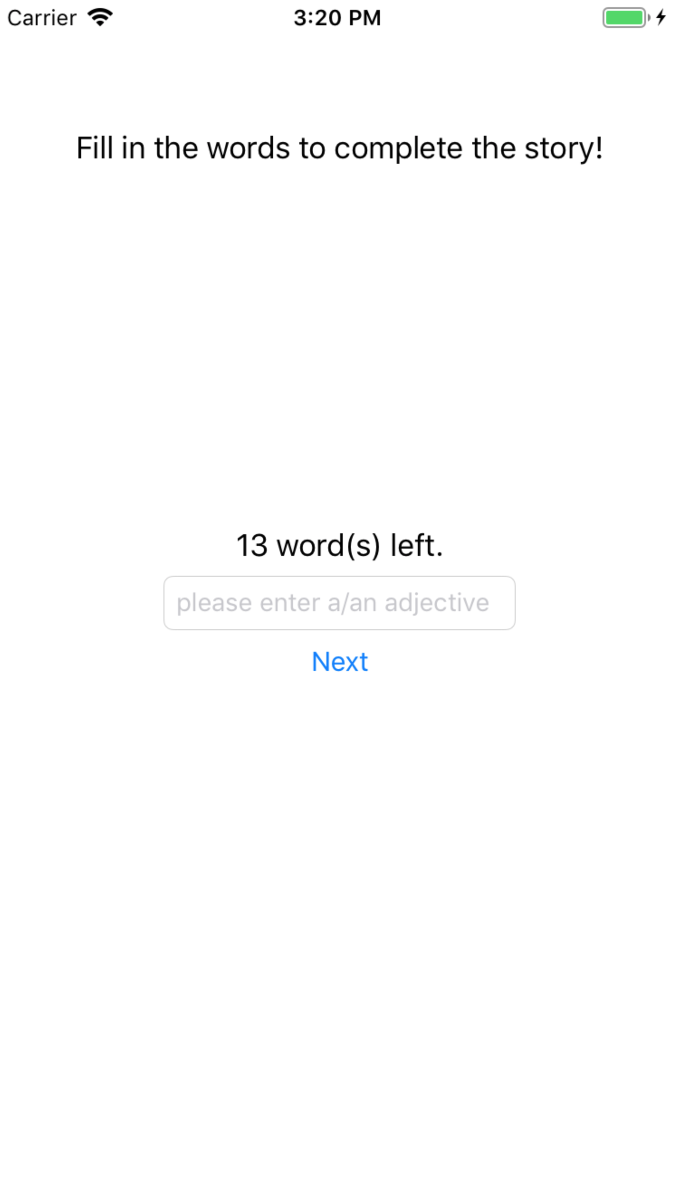 Carrier 3:20 PM
Fill in the words to complete the story!
13 word(s) left.
please enter a/an adjective
Next